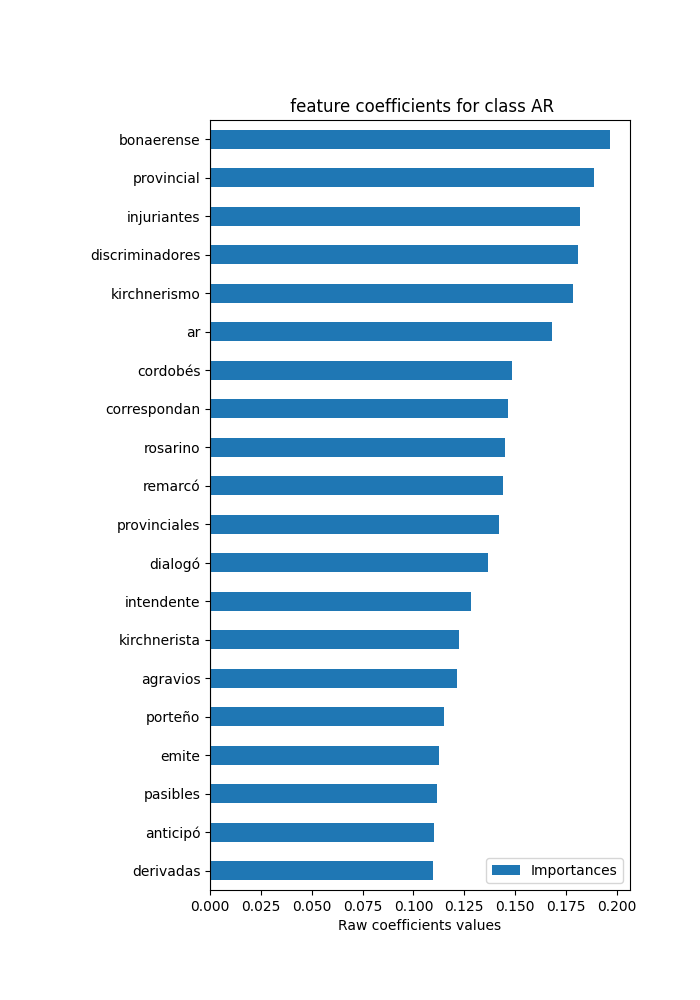 feature coefficients for class AR
bonaerense
provincial
injuriantes
discriminadores
kirchnerismo
ar
cordobés
correspondan
rosarino
remarcó
provinciales
dialogó
intendente
kirchnerista
agravios
porteño
emite
pasibles
anticipó
derivadas
Importances
0.000 0.025 0.050 0.075 0.100 0.125 0.150 0.175 0.200
Raw coefficients values